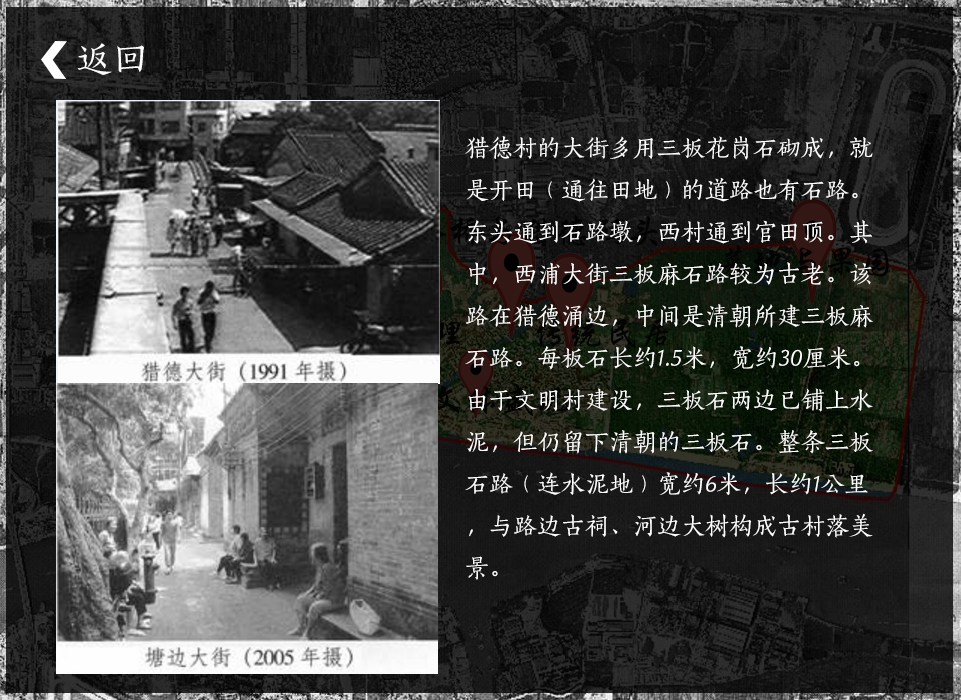 返回
猎德大街（1991 年摄）
塘边大街（2005 年摄）
猎德村的大街多用三板花岗石砌成，就
是开田（通往田地）的道路也有石路。
东头通到石路墩，西村通到官田顶。其
中，西浦大街三板麻石路较为古老。该
路在猎德涌边，中间是清朝所建三板麻
石路。每板石长约1.5米，宽约30厘米。
由于文明村建设，三板石两边已铺上水
泥，但仍留下清朝的三板石。整条三板
石路（连水泥地）宽约6米，长约1公里
，与路边古祠、河边大树构成古村落美
景。